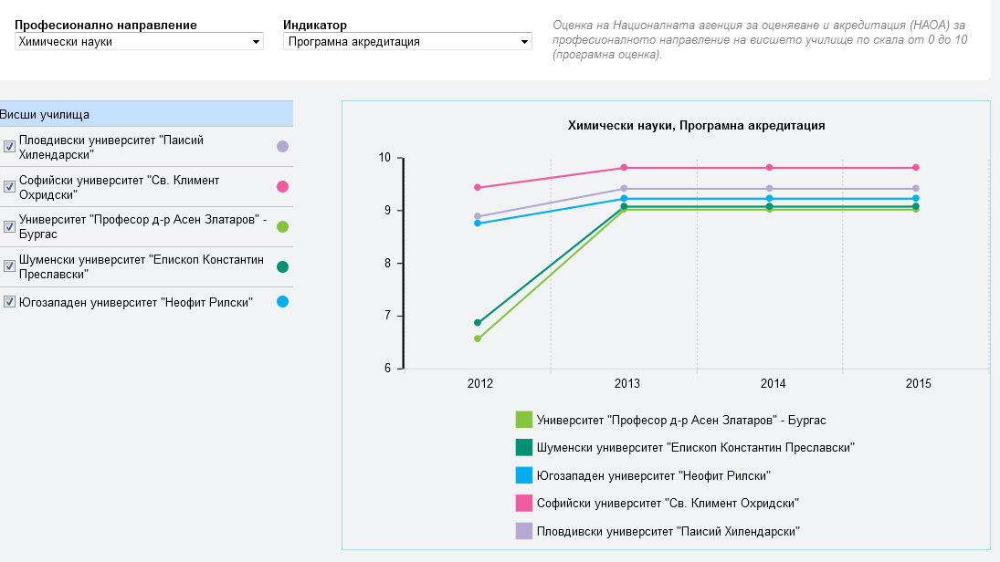 Професионално направление
Химически науки
Индикатор
Програмна акредитация
Оценка на Националната агенция за оценяване и акредитация (НАОА) за
професионалното направление на висшето училище по скала от 0 до 10
(програмна оценка).
Висши училища
Пловдивски университет "Паисий
Хилендарски"
Софийски университет "Св. Климент
Охридски"
Университет "Професор д-р Асен Златаров" -
Бургас
Шуменски университет "Епископ Константин
Преславски"
Югозападен университет "Неофит Рилски"
Химически науки, Програмна акредитация
10
9
8
7
6
2012 2013 2014 2015
Университет "Професор д-р Асен Златаров" - Бургас
Шуменски университет "Епископ Константин Преславски"
Югозападен университет "Неофит Рилски"
Софийски университет "Св. Климент Охридски"
Пловдивски университет "Паисий Хилендарски"